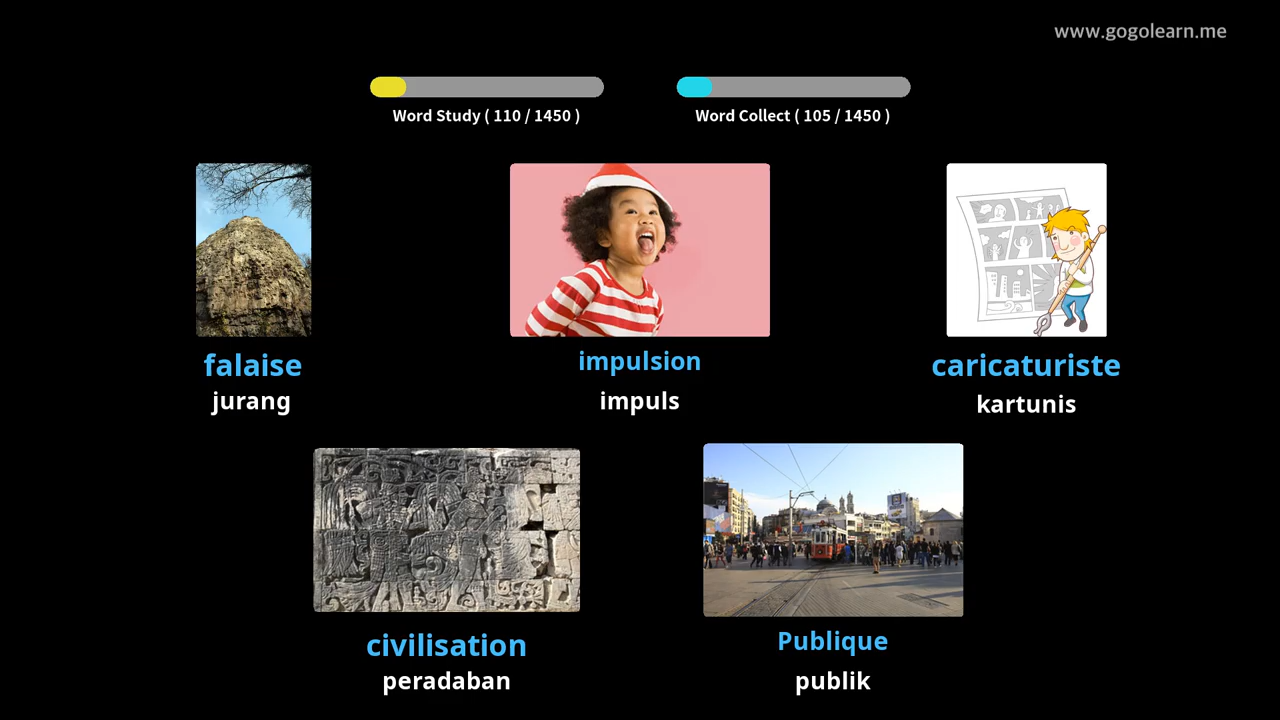 www.gogolearn.me
Word Study ( 110 / 1450 )
Word Collect ( 105 / 1450 )
falaise
jurang
impulsion
impuls
caricaturiste
kartunis
civilisation
peradaban
Publique
publik